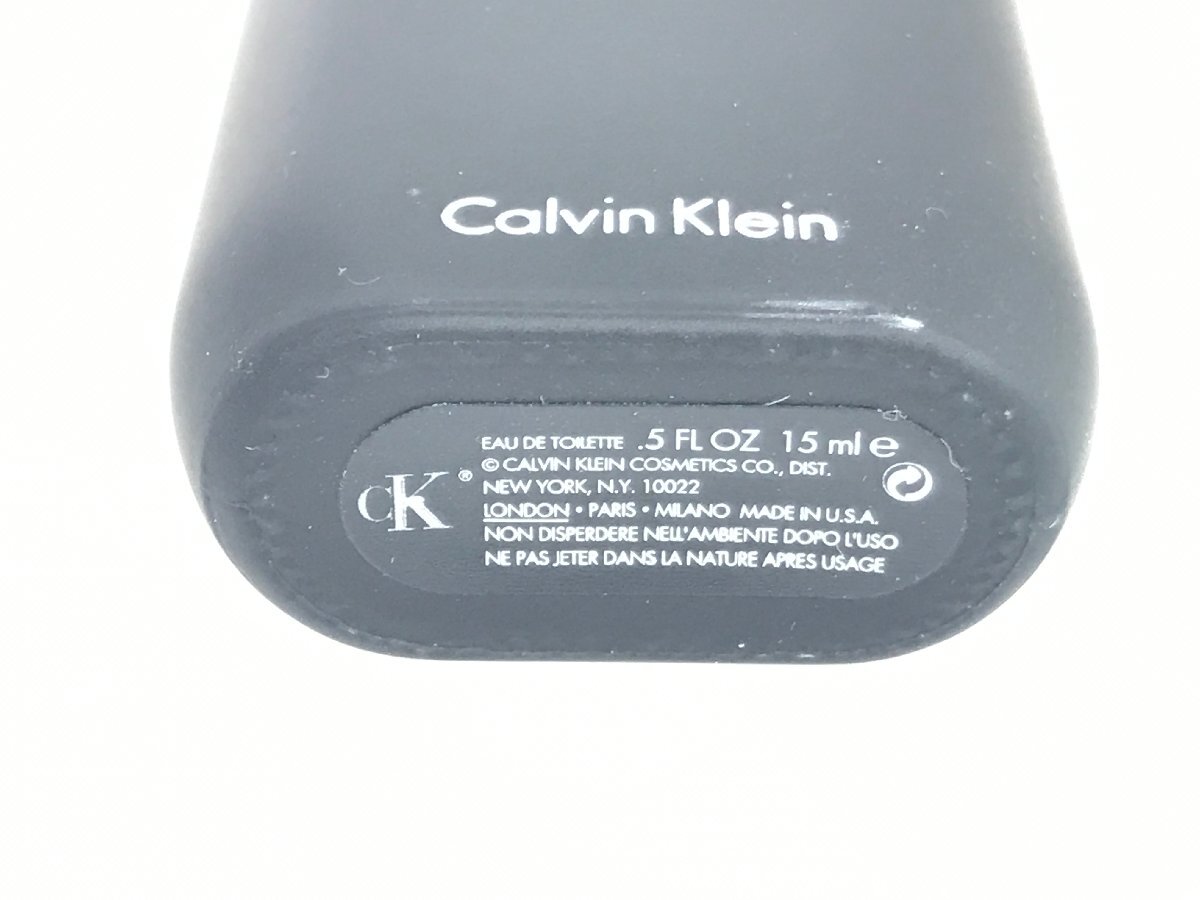 Calvin Klein
EAU DE TOILETTE .5 FL OZ 15 ml ℮
© CALVIN KLEIN COSMETICS CO., DIST.
cK® NEW YORK, N.Y. 10022
LONDON • PARIS • MILANO MADE IN U.S.A.
NON DISPERDERE NELL'AMBIENTE DOPO L'USO
NE PAS JETER DANS LA NATURE APRES USAGE